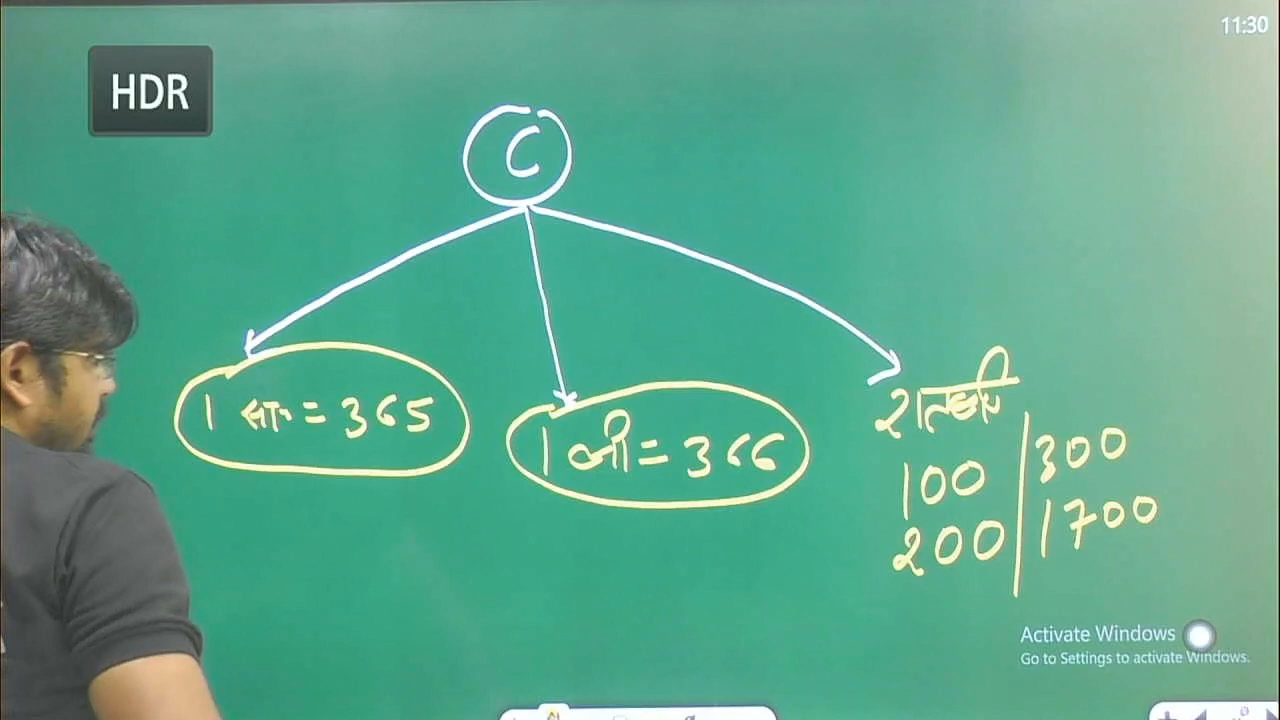 11:30
HDR
C
1 सा० = 365
1 ली = 366
100 | 300
200 | 1700
Activate Windows
Go to Settings to activate Windows.